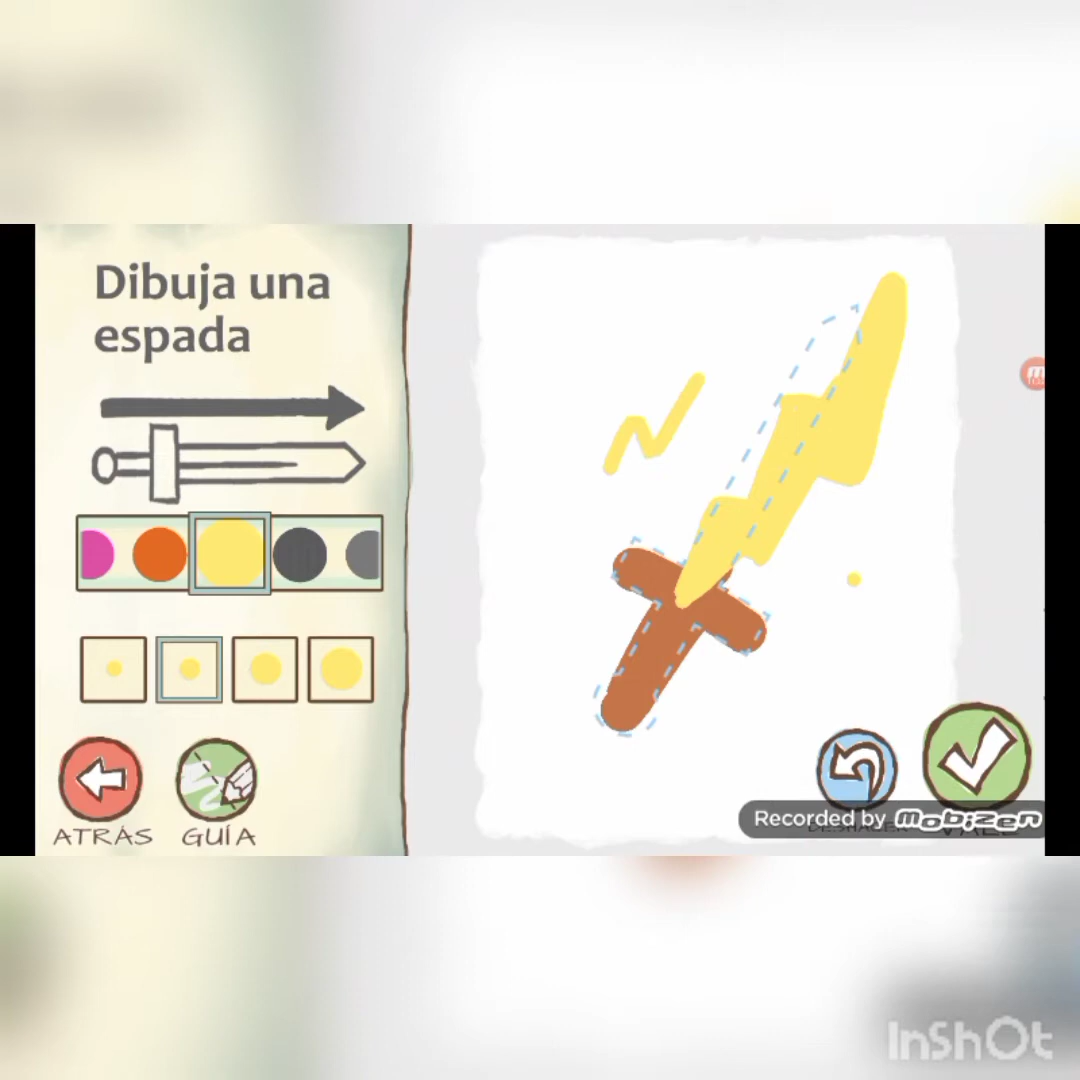 Dibuja una
espada
ATRÁS
GUÍA
Recorded by Mobizen
InShOt